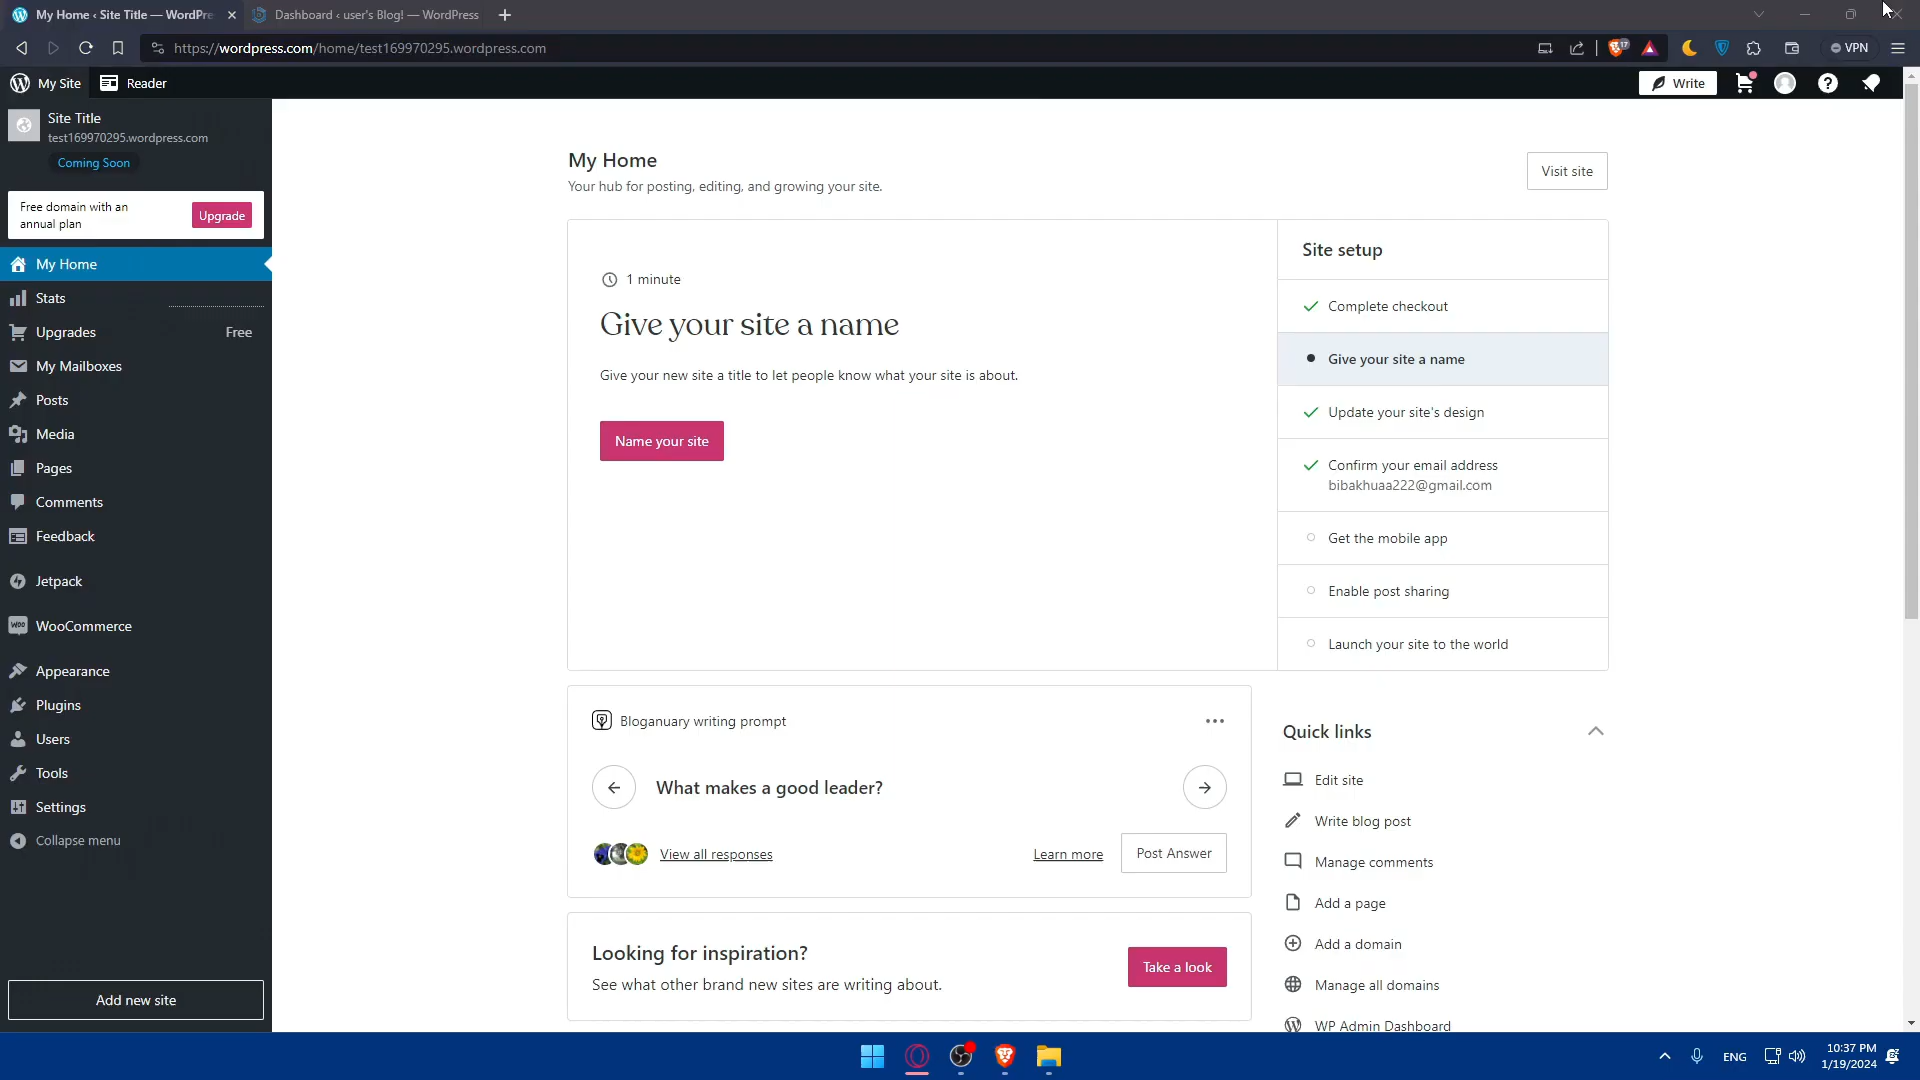 My Home ‹ Site Title — WordPre
Dashboard ‹ user's Blog! — WordPress
https://wordpress.com/home/test169970295.wordpress.com
17
VPN
My Site
Reader
Write
Site Title
test169970295.wordpress.com
Coming Soon
Free domain with an
annual plan
Upgrade
My Home
Stats
Upgrades
Free
My Mailboxes
Posts
Media
Pages
Comments
Feedback
Jetpack
WooCommerce
Appearance
Plugins
Users
Tools
Settings
Collapse menu
Add new site
My Home
Your hub for posting, editing, and growing your site.
Visit site
1 minute
Give your site a name
Give your new site a title to let people know what your site is about.
Name your site
Site setup
Complete checkout
Give your site a name
Update your site's design
Confirm your email address
bibakhuaa222@gmail.com
Get the mobile app
Enable post sharing
Launch your site to the world
Bloganuary writing prompt
What makes a good leader?
View all responses
Learn more
Post Answer
Looking for inspiration?
See what other brand new sites are writing about.
Take a look
Quick links
Edit site
Write blog post
Manage comments
Add a page
Add a domain
Manage all domains
WP Admin Dashboard
ENG
10:37 PM
1/19/2024